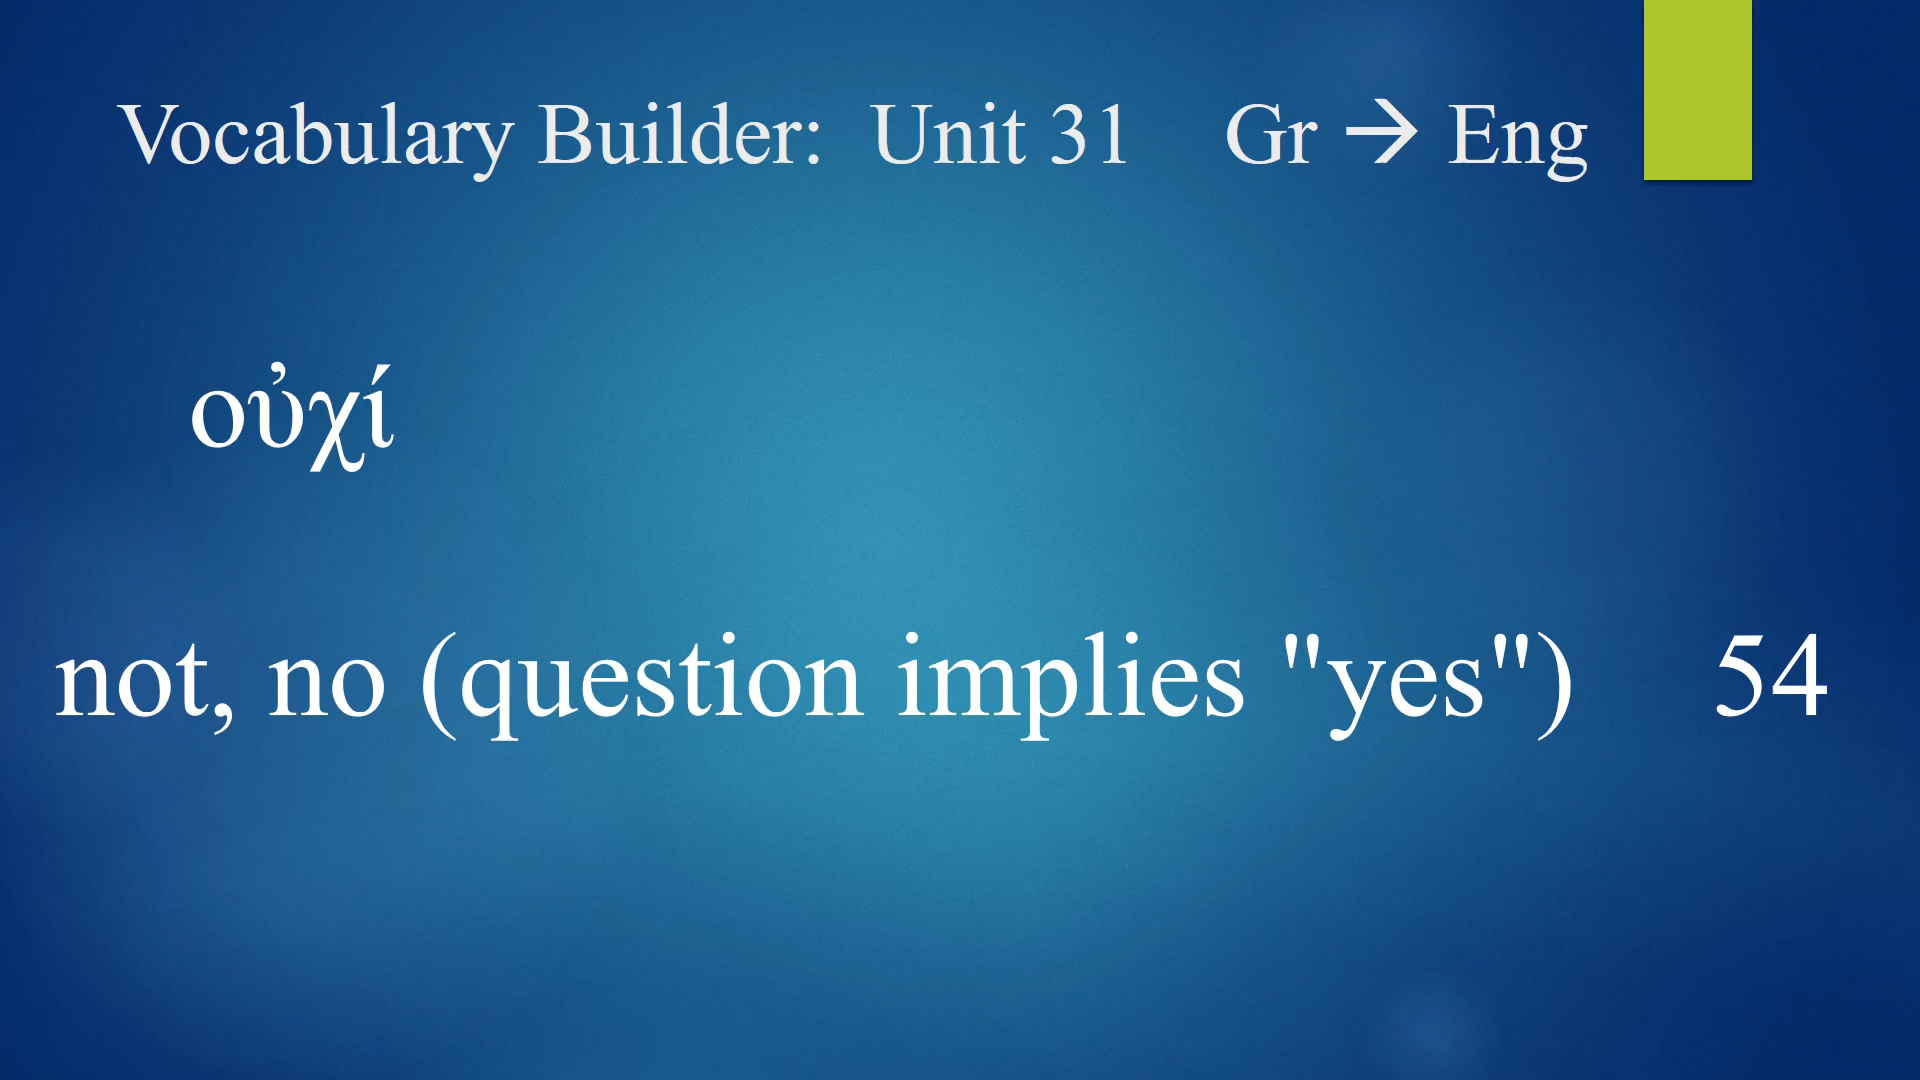 Vocabulary Builder: Unit 31 Gr → Eng
οὐχί
not, no (question implies "yes") 54